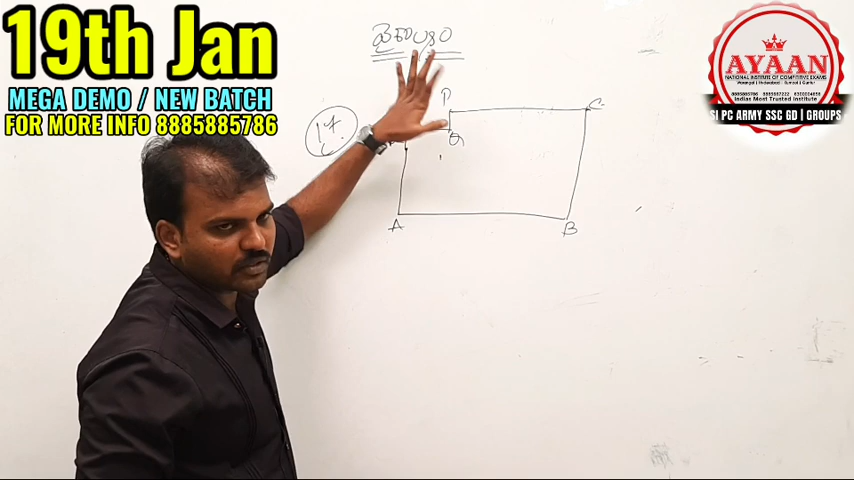 19th Jan
MEGA DEMO / NEW BATCH
FOR MORE INFO 8885885786
AYAAN
NATIONAL INSTITUTE OF COMPETITIVE EXAMS
Indias Most Trusted Institute
SI PC ARMY SSC GD | GROUPS
17.
P
C
Q
A
B